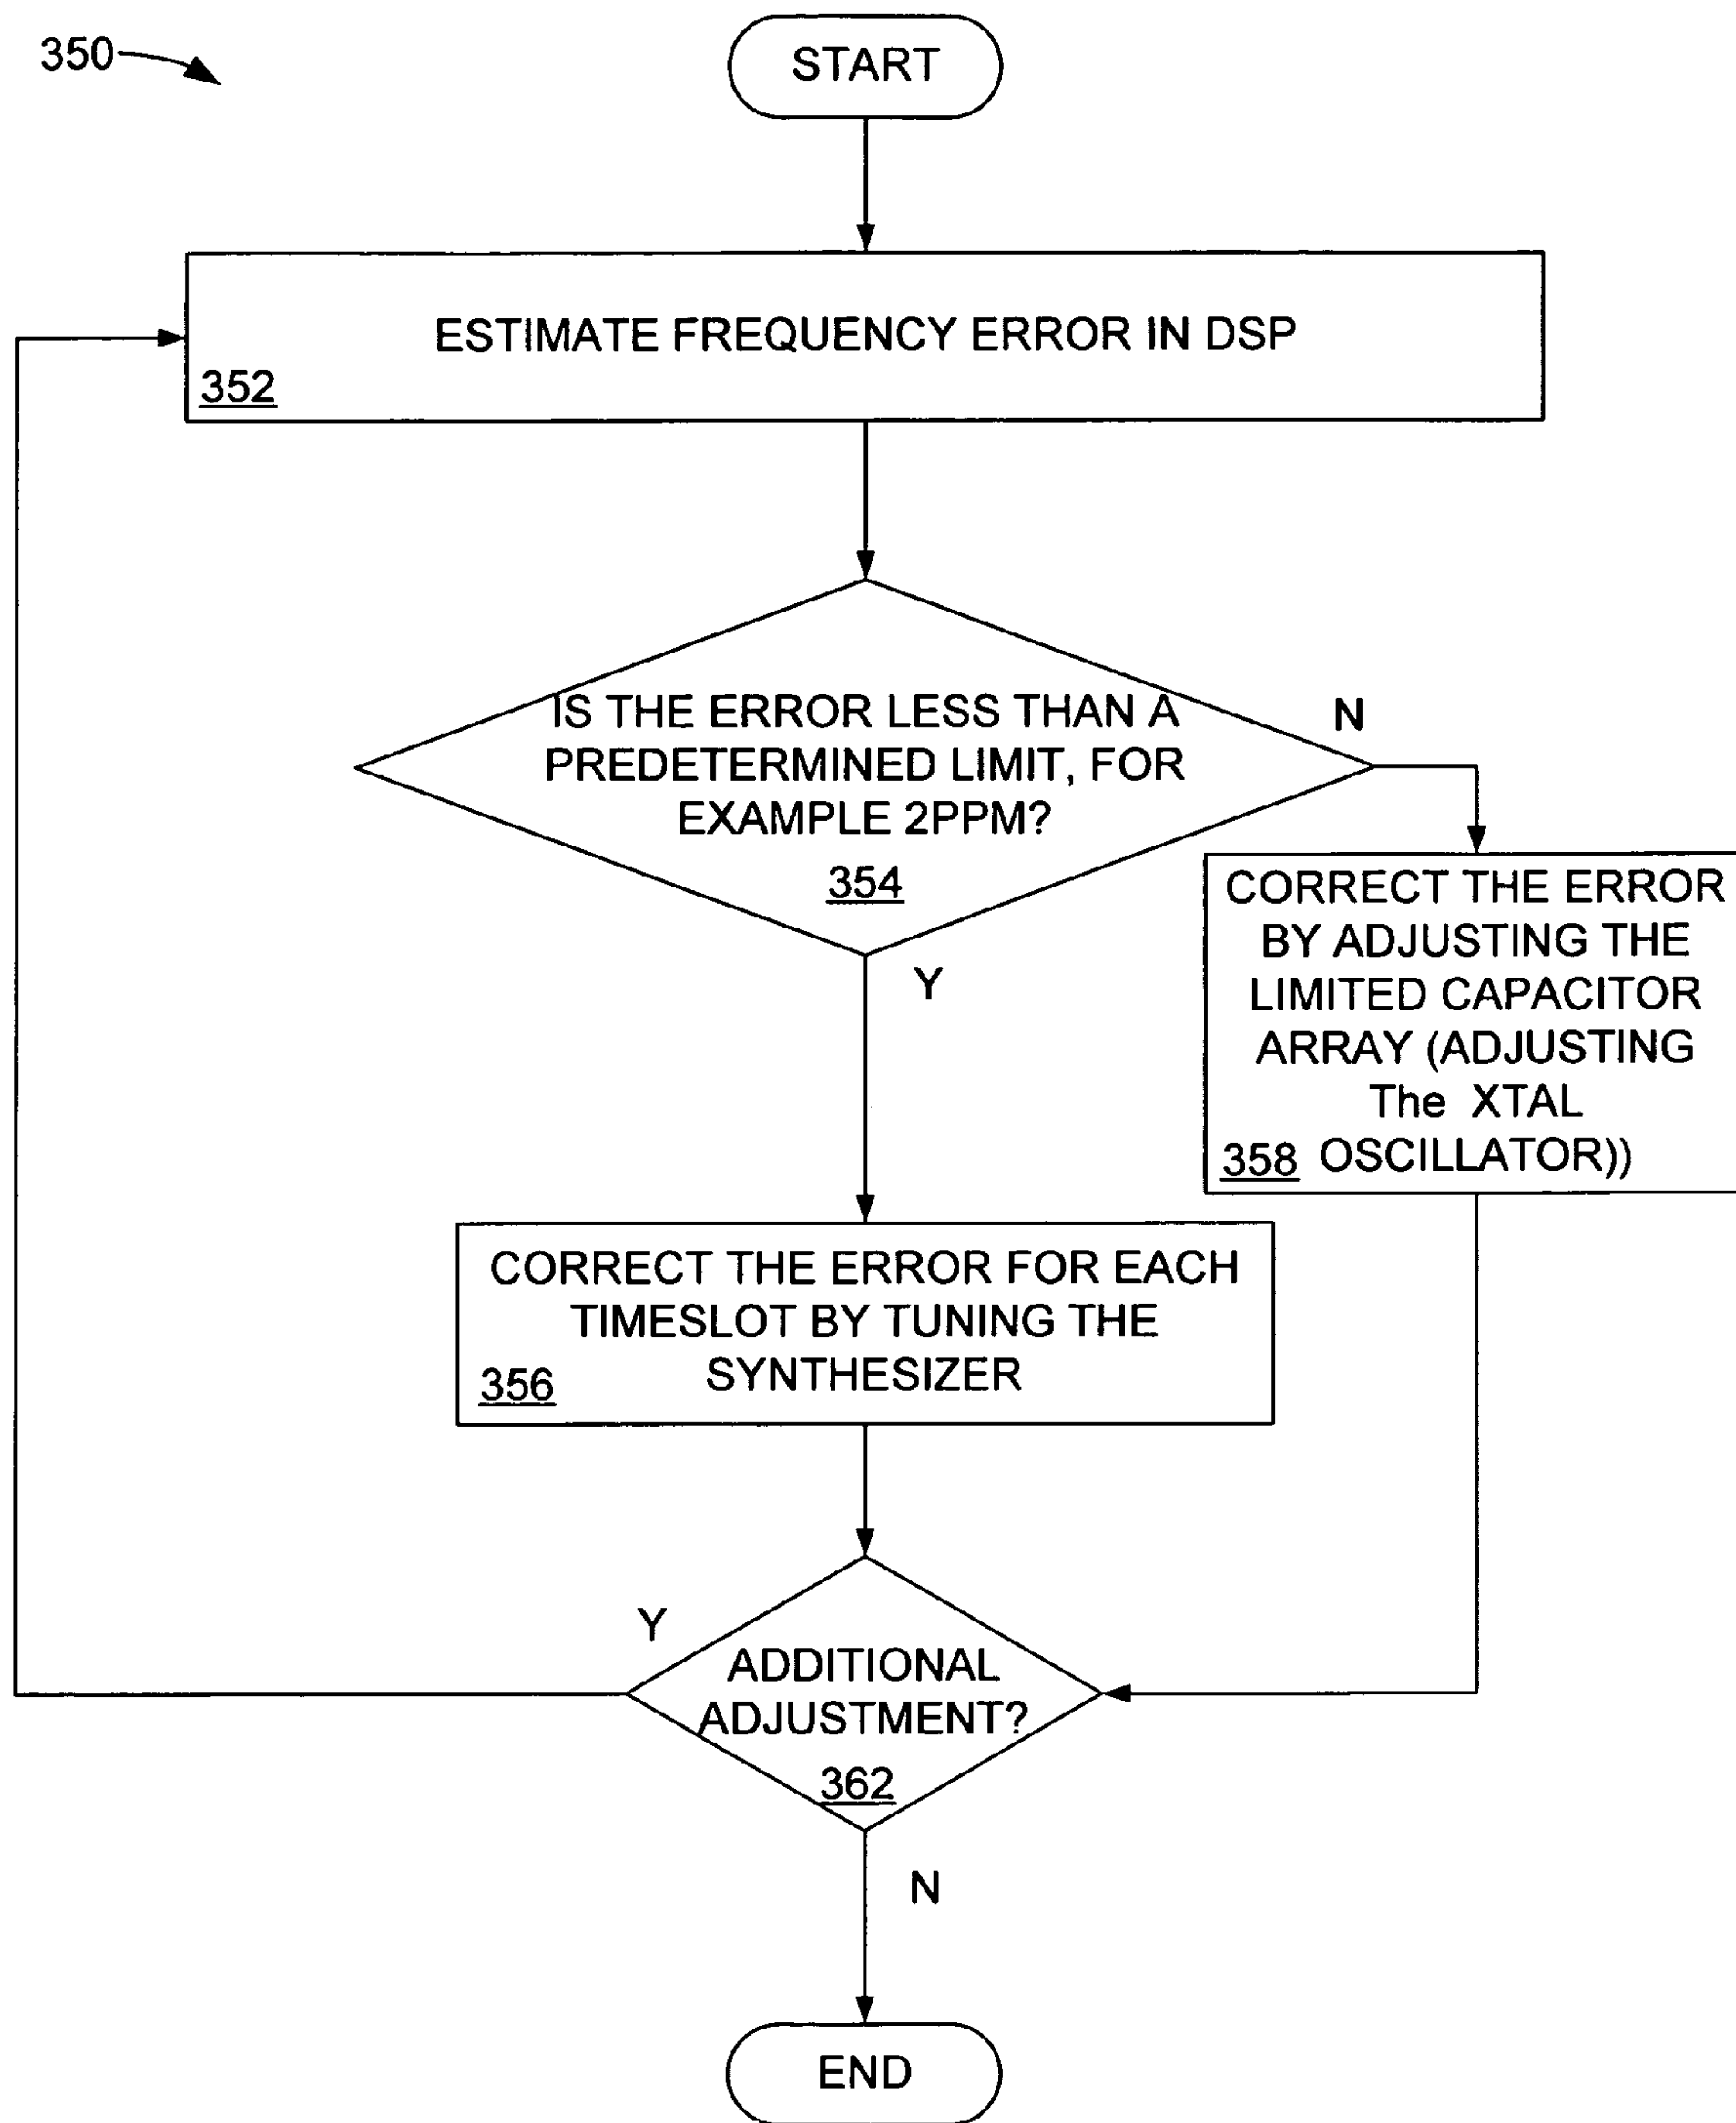 350
START
ESTIMATE FREQUENCY ERROR IN DSP
352
IS THE ERROR LESS THAN A
PREDETERMINED LIMIT, FOR
EXAMPLE 2PPM?
354
N
Y
CORRECT THE ERROR
BY ADJUSTING THE
LIMITED CAPACITOR
ARRAY (ADJUSTING
The XTAL
358 OSCILLATOR))
CORRECT THE ERROR FOR EACH
TIMESLOT BY TUNING THE
SYNTHESIZER
356
Y
ADDITIONAL
ADJUSTMENT?
362
N
END